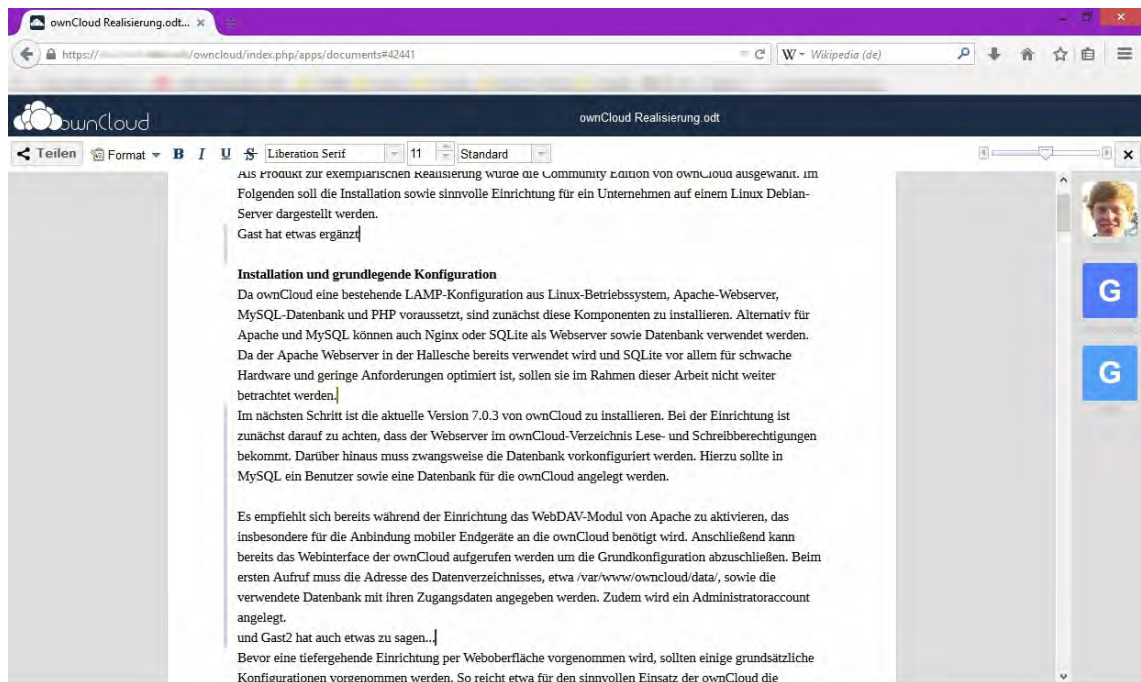 ownCloud Realisierung.odt...
https:// /owncloud/index.php/apps/documents#42441
W Wikipedia (de)
ownCloud
ownCloud Realisierung.odt
Teilen Format B I U S Liberation Serif 11 Standard
Als Produkt zur exemplarischen Realisierung wurde die Community Edition von ownCloud ausgewählt. Im
Folgenden soll die Installation sowie sinnvolle Einrichtung für ein Unternehmen auf einem Linux Debian-
Server dargestellt werden.
Gast hat etwas ergänzt
Installation und grundlegende Konfiguration
Da ownCloud eine bestehende LAMP-Konfiguration aus Linux-Betriebssystem, Apache-Webserver,
MySQL-Datenbank und PHP voraussetzt, sind zunächst diese Komponenten zu installieren. Alternativ für
Apache und MySQL können auch Nginx oder SQLite als Webserver sowie Datenbank verwendet werden.
Da der Apache Webserver in der Hallesche bereits verwendet wird und SQLite vor allem für schwache
Hardware und geringe Anforderungen optimiert ist, sollen sie im Rahmen dieser Arbeit nicht weiter
betrachtet werden.
Im nächsten Schritt ist die aktuelle Version 7.0.3 von ownCloud zu installieren. Bei der Einrichtung ist
zunächst darauf zu achten, dass der Webserver im ownCloud-Verzeichnis Lese- und Schreibberechtigungen
bekommt. Darüber hinaus muss zwangsweise die Datenbank vorkonfiguriert werden. Hierzu sollte in
MySQL ein Benutzer sowie eine Datenbank für die ownCloud angelegt werden.
Es empfiehlt sich bereits während der Einrichtung das WebDAV-Modul von Apache zu aktivieren, das
insbesondere für die Anbindung mobiler Endgeräte an die ownCloud benötigt wird. Anschließend kann
bereits das Webinterface der ownCloud aufgerufen werden um die Grundkonfiguration abzuschließen. Beim
ersten Aufruf muss die Adresse des Datenverzeichnisses, etwa /var/www/owncloud/data/, sowie die
verwendete Datenbank mit ihren Zugangsdaten angegeben werden. Zudem wird ein Administratoraccount
angelegt.
und Gast2 hat auch etwas zu sagen...
Bevor eine tiefergehende Einrichtung per Weboberfläche vorgenommen wird, sollten einige grundsätzliche
Konfigurationen vorgenommen werden. So reicht etwa für den sinnvollen Einsatz der ownCloud die
G
G